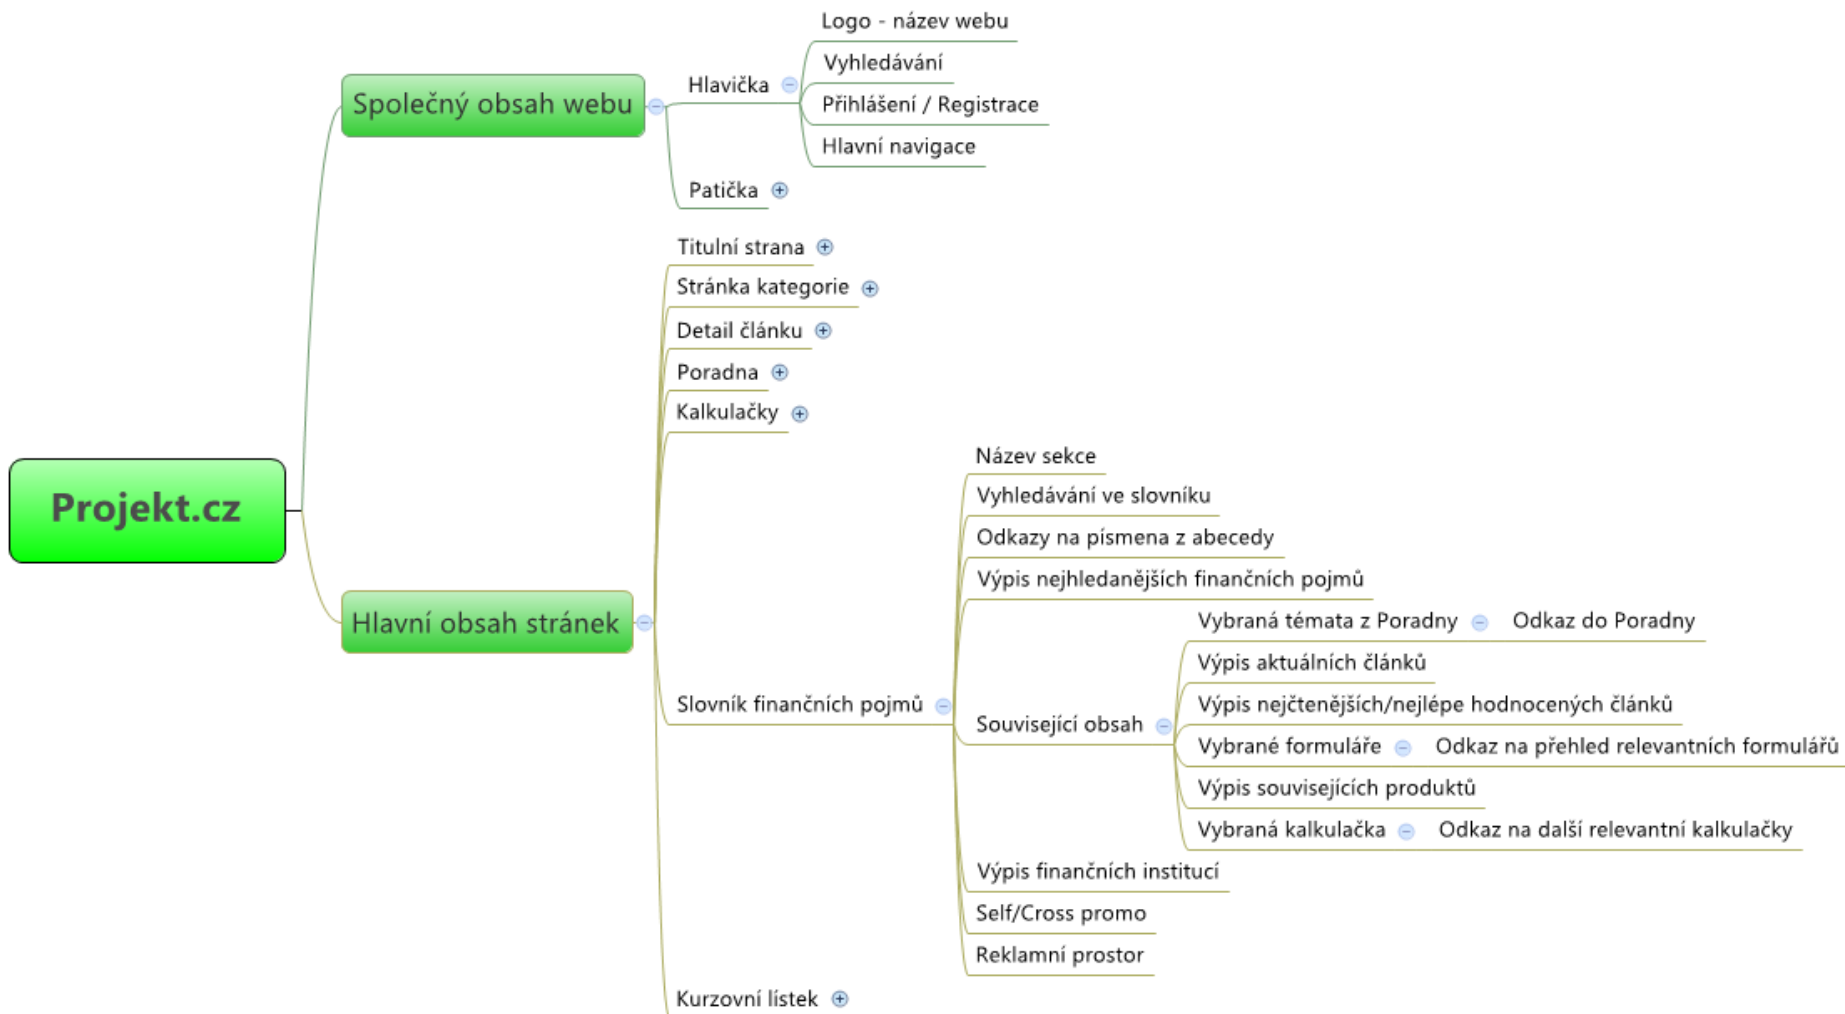 Logo - název webu
Vyhledávání
Hlavička
Společný obsah webu
Přihlášení / Registrace
Hlavní navigace
Patička
Titulní strana
Stránka kategorie
Detail článku
Poradna
Kalkulačky
Projekt.cz
Hlavní obsah stránek
Název sekce
Vyhledávání ve slovníku
Odkazy na písmena z abecedy
Výpis nejhledanějších finančních pojmů
Slovník finančních pojmů
Související obsah
Vybraná témata z Poradny
Odkaz do Poradny
Výpis aktuálních článků
Výpis nejčtenějších/nejlépe hodnocených článků
Vybrané formuláře
Odkaz na přehled relevantních formulářů
Výpis souvisejících produktů
Vybraná kalkulačka
Odkaz na další relevantní kalkulačky
Výpis finančních institucí
Self/Cross promo
Reklamní prostor
Kurzovní lístek